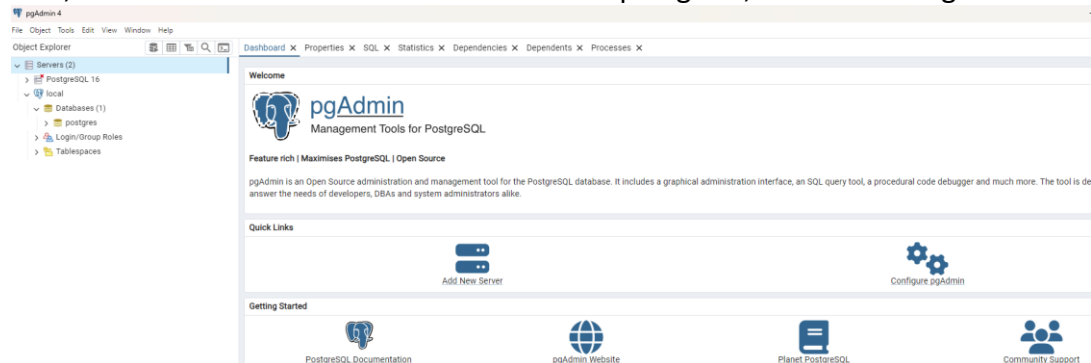 pgAdmin 4
File Object Tools Edit View Window Help
Object Explorer
Dashboard Properties SQL Statistics Dependencies Dependents Processes
Servers (2)
PostgreSQL 16
local
Databases (1)
postgres
Login/Group Roles
Tablespaces
Welcome
pgAdmin
Management Tools for PostgreSQL
Feature rich | Maximises PostgreSQL | Open Source
pgAdmin is an Open Source administration and management tool for the PostgreSQL database. It includes a graphical administration interface, an SQL query tool, a procedural code debugger and much more. The tool is de
answer the needs of developers, DBAs and system administrators alike.
Quick Links
Add New Server
Configure pgAdmin
Getting Started
PostgreSQL Documentation
pgAdmin Website
Planet PostgreSQL
Community Support